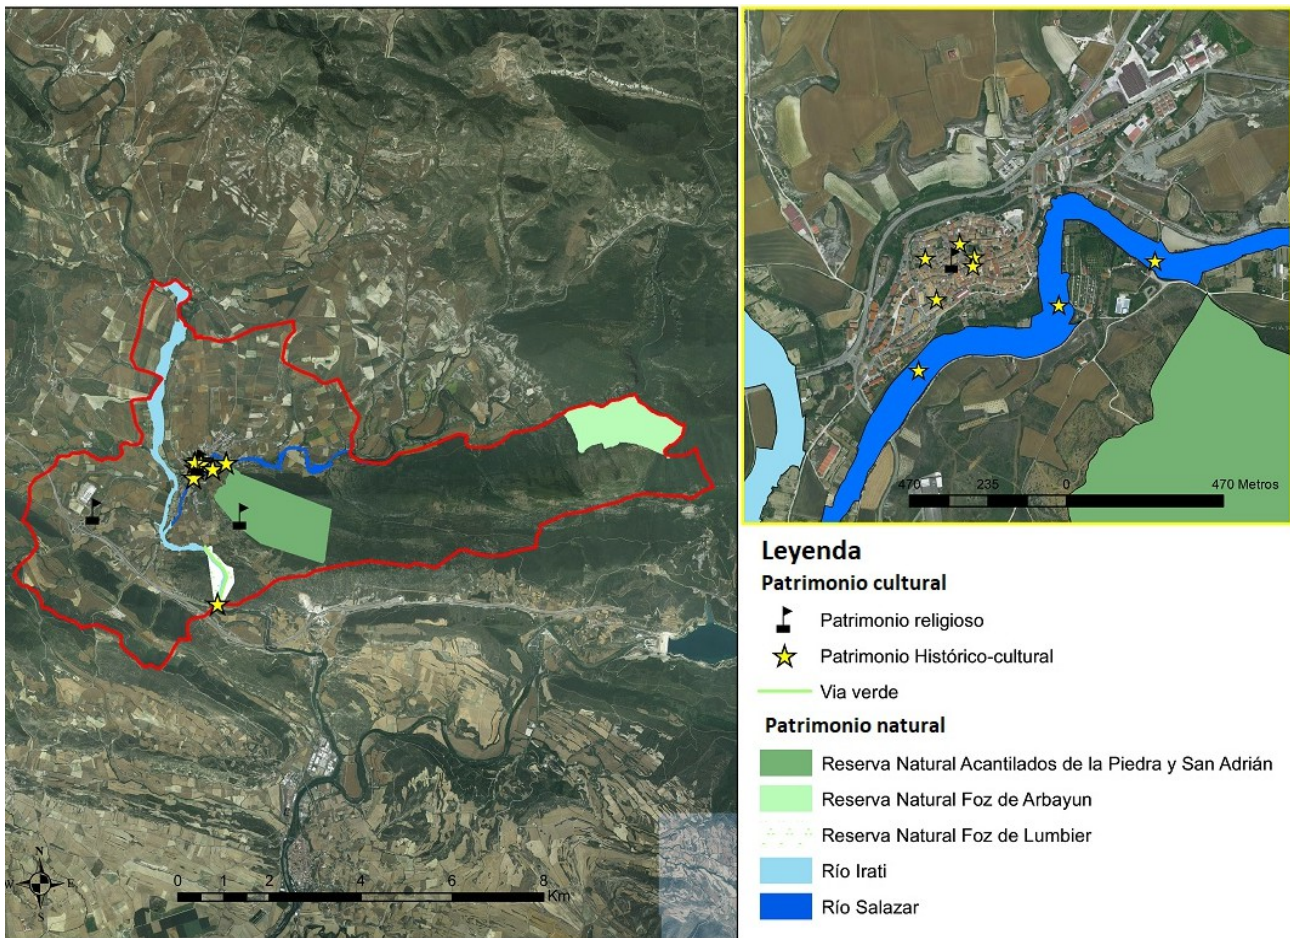 470 235 0 470 Metros
Leyenda
Patrimonio cultural
Patrimonio religioso
Patrimonio Histórico-cultural
Via verde
Patrimonio natural
Reserva Natural Acantilados de la Piedra y San Adrián
Reserva Natural Foz de Arbayun
Reserva Natural Foz de Lumbier
Río Irati
Río Salazar
N
W E
S
0 1 2 4 6 8
Km